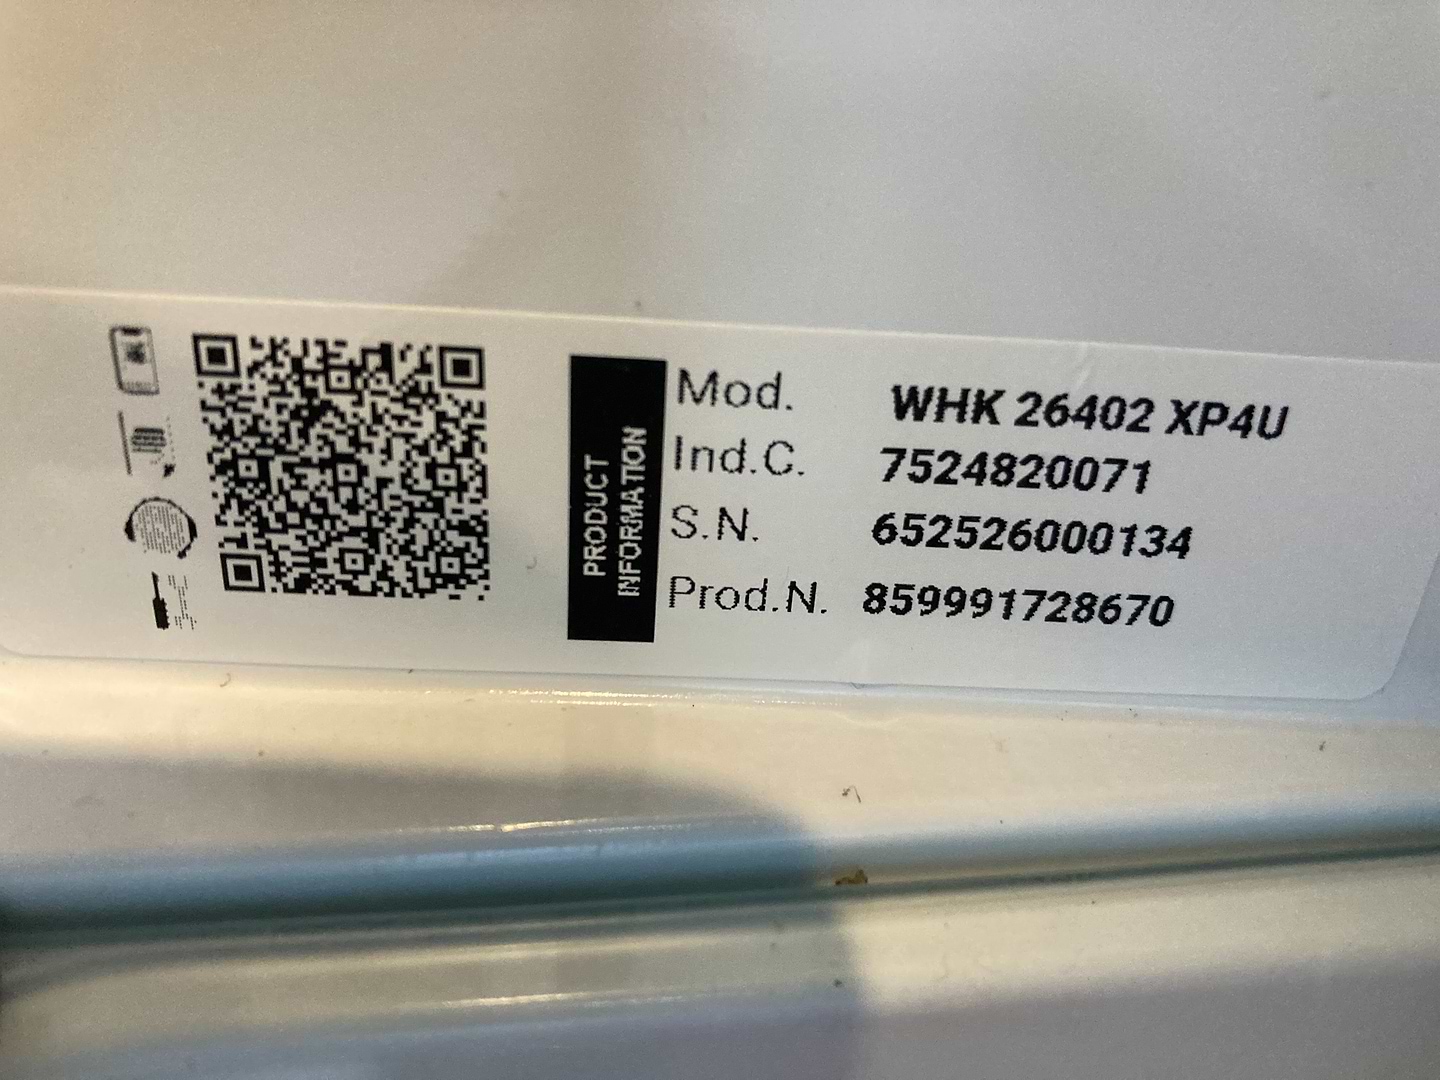 PRODUCT
INFORMATION
Mod. WHK 26402 XP4U
Ind.C. 7524820071
S.N. 652526000134
Prod.N. 859991728670